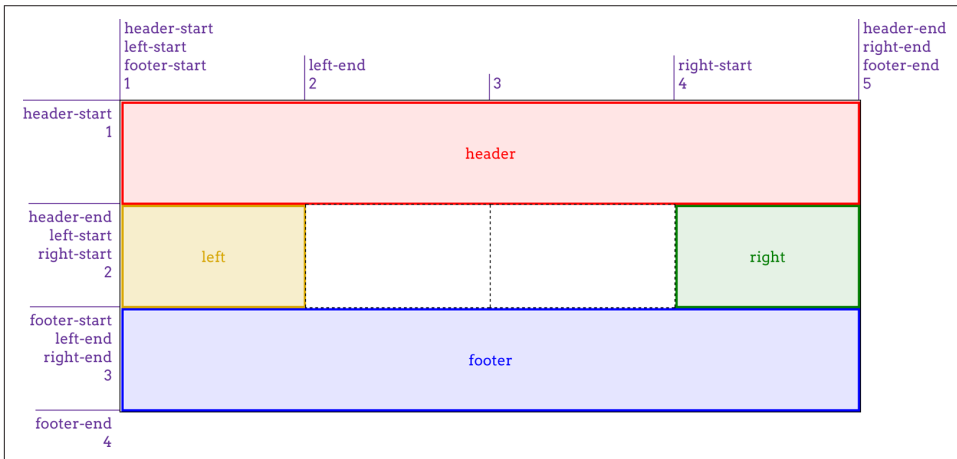 header-start
left-start
footer-start
1
left-end
2
3
right-start
4
header-end
right-end
footer-end
5
header-start
1
header
header-end
left-start
right-start
2
left
right
footer-start
left-end
right-end
3
footer
footer-end
4